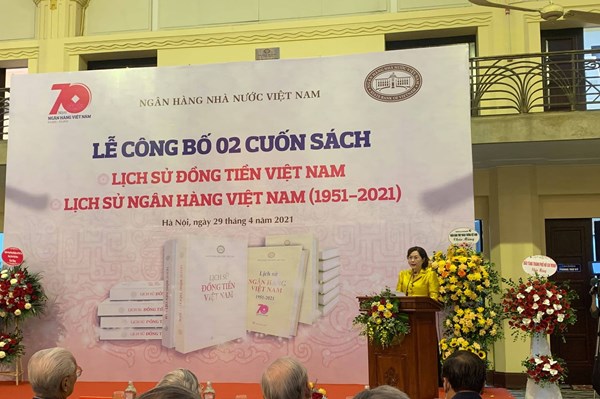 70
NGÂN HÀNG VIỆT NAM
NGÂN HÀNG NHÀ NƯỚC VIỆT NAM
LỄ CÔNG BỐ 02 CUỐN SÁCH
LỊCH SỬ ĐỒNG TIỀN VIỆT NAM
LỊCH SỬ NGÂN HÀNG VIỆT NAM (1951–2021)
Hà Nội, ngày 29 tháng 4 năm 2021
LỊCH SỬ
ĐỒNG TIỀN
VIỆT NAM
Lịch sử
NGÂN HÀNG
VIỆT NAM
1951-2021
70